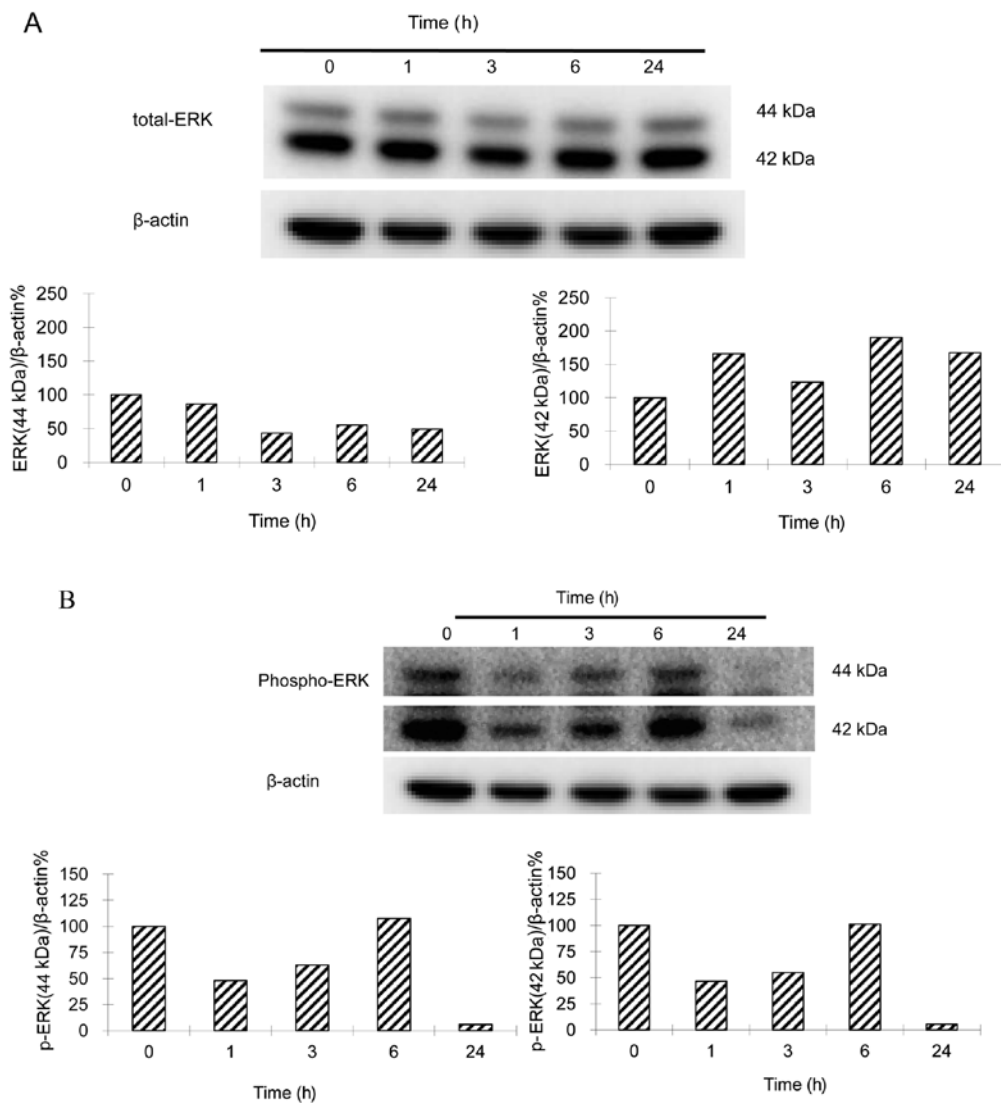 A
Time (h)
0 1 3 6 24
total-ERK
44 kDa
42 kDa
β-actin
ERK(44 kDa)/β-actin%
250
200
150
100
50
0
0 1 3 6 24
Time (h)
ERK(42 kDa)/β-actin%
250
200
150
100
50
0
0 1 3 6 24
Time (h)
B
Time (h)
0 1 3 6 24
Phospho-ERK
44 kDa
42 kDa
β-actin
p-ERK(44 kDa)/β-actin%
150
125
100
75
50
25
0
0 1 3 6 24
Time (h)
p-ERK(42 kDa)/β-actin%
150
125
100
75
50
25
0
0 1 3 6 24
Time (h)